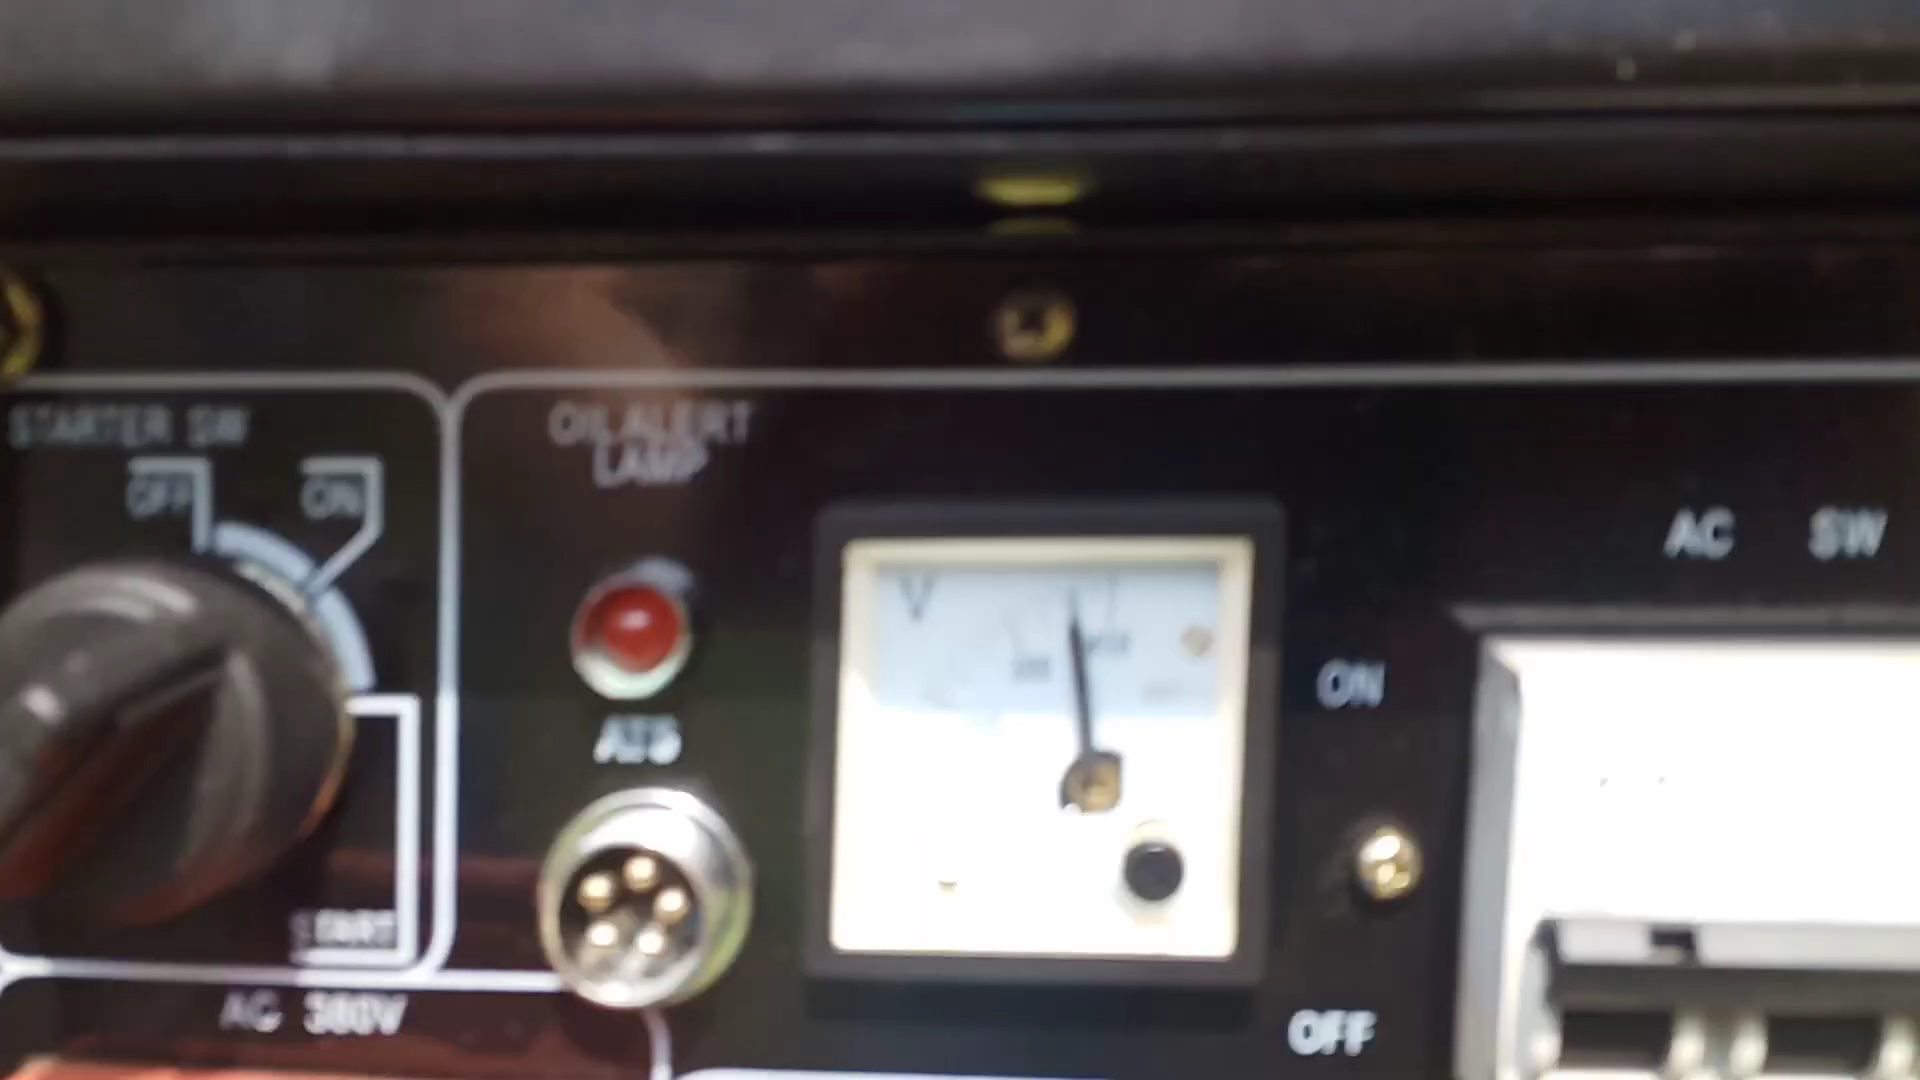 STARTER SW
OFF
ON
START
OIL ALERT
LAMP
ATS
V
AC SW
ON
OFF
AC 380V